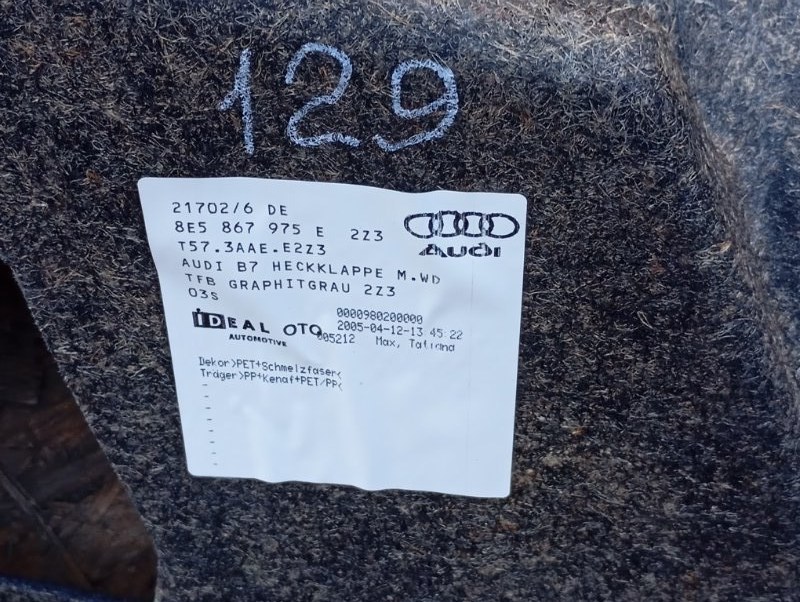 129
21702/6 DE
8E5 867 975 E 2Z3
AUDI
T57.3AAE.E2Z3
AUDI B7 HECKKLAPPE M.WD
TFB GRAPHITGRAU 2Z3
03S
0000980200000
IDEAL OTO 2005-04-12-13 45:22
AUTOMOTIVE 005212 Max, Tatiana
Dekor>PET+Schmelzfaser<
Träger>PP+Kenaf+PET/PP<
-
-
-
-
-
-
-
-